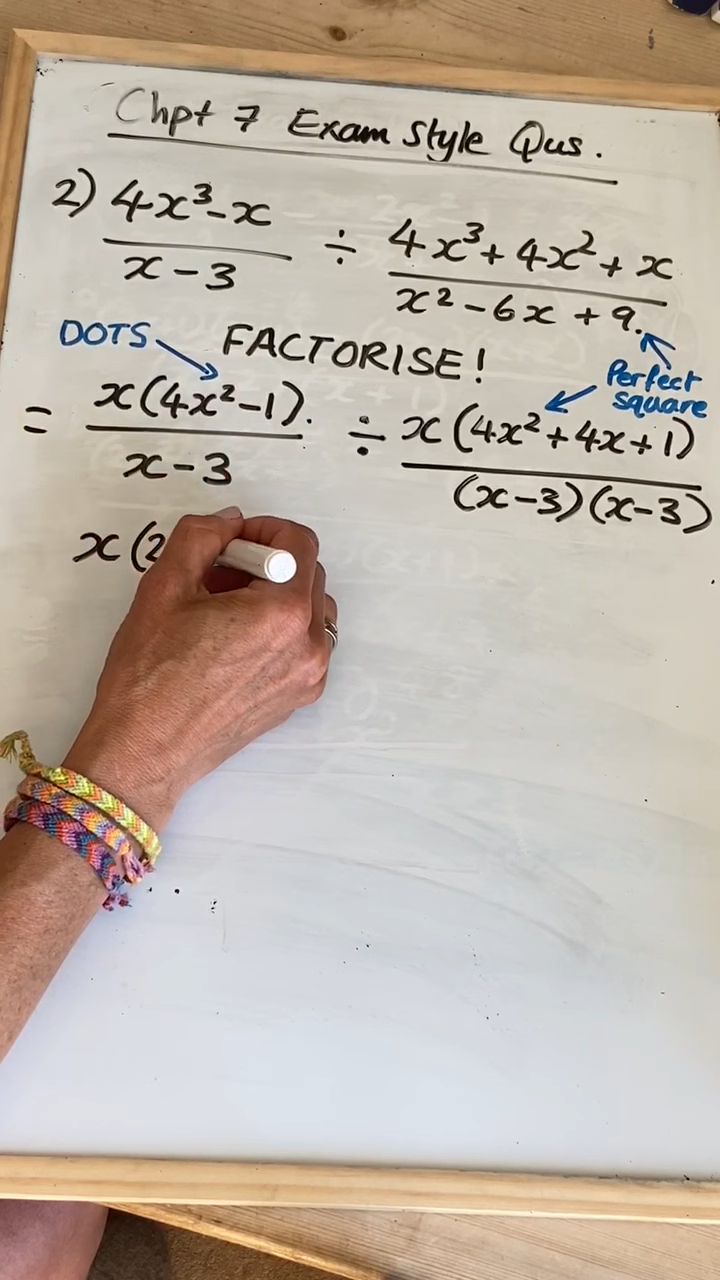 Chpt 7 Exam Style Qus.
2) (4x³-x)/(x-3) ÷ (4x³+4x²+x)/(x²-6x+9)
DOTS FACTORISE! Perfect square
= x(4x²-1)/(x-3) ÷ x(4x²+4x+1)/((x-3)(x-3))
x(2